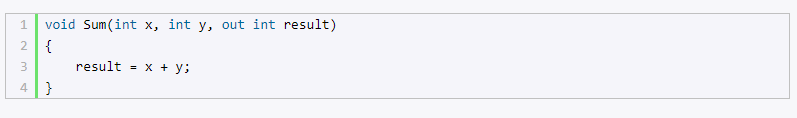 1 void Sum(int x, int y, out int result)
2 {
3     result = x + y;
4 }